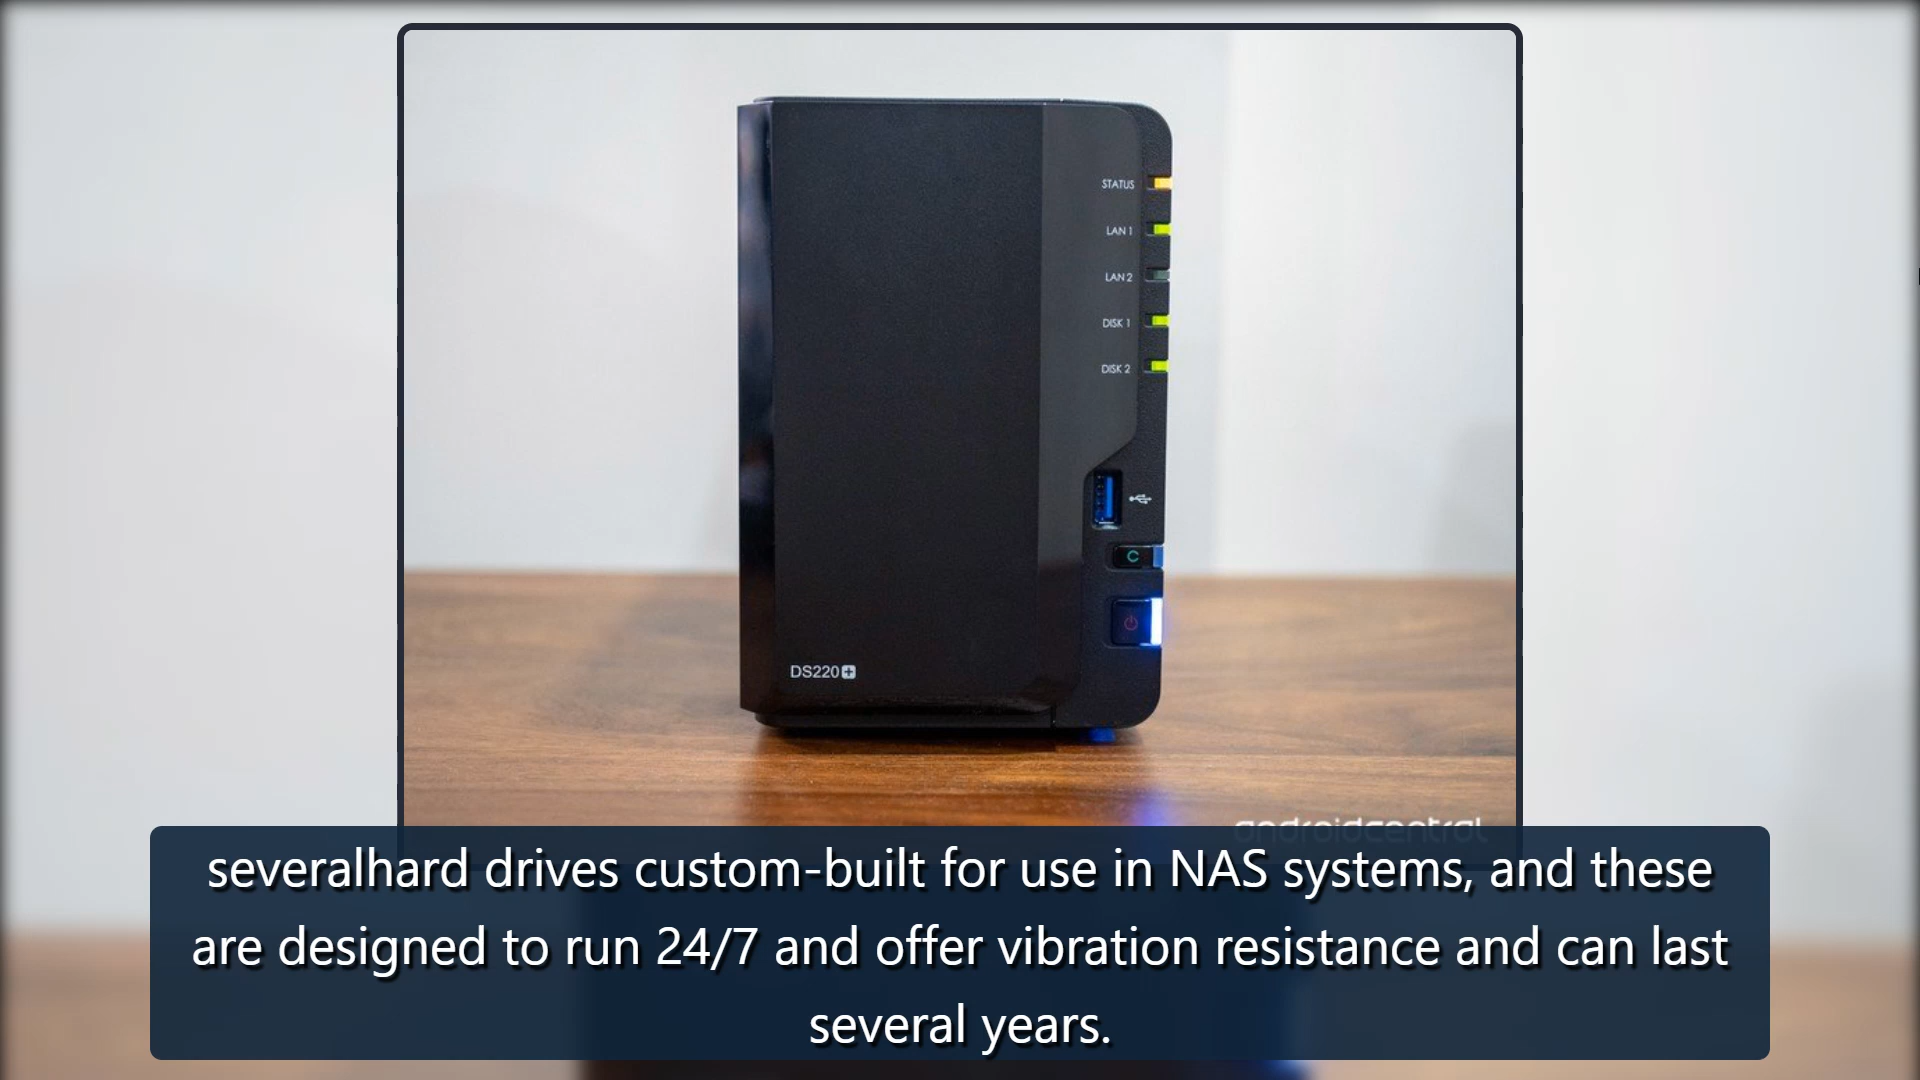 STATUS
LAN 1
LAN 2
DISK 1
DISK 2
C
DS220+
androidcentral
severalhard drives custom-built for use in NAS systems, and these
are designed to run 24/7 and offer vibration resistance and can last
several years.